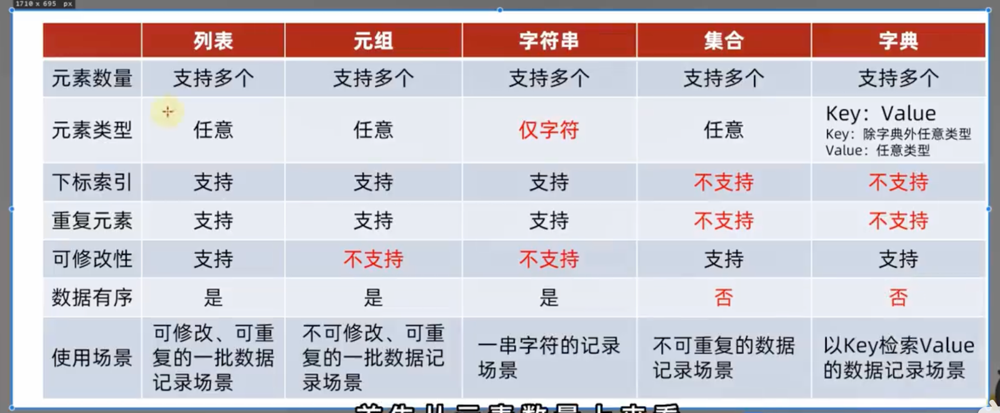 1710 x 695 px
列表 元组 字符串 集合 字典
元素数量 支持多个 支持多个 支持多个 支持多个 支持多个
元素类型 任意 任意 仅字符 任意 Key：Value
Key：除字典外任意类型
Value：任意类型
下标索引 支持 支持 支持 不支持 不支持
重复元素 支持 支持 支持 不支持 不支持
可修改性 支持 不支持 不支持 支持 支持
数据有序 是 是 是 否 否
使用场景
可修改、可重
复的一批数据
记录场景
不可修改、可重
复的一批数据记
录场景
一串字符的记录
场景
不可重复的数据
记录场景
以Key检索Value
的数据记录场景
首先从元素数量上来看